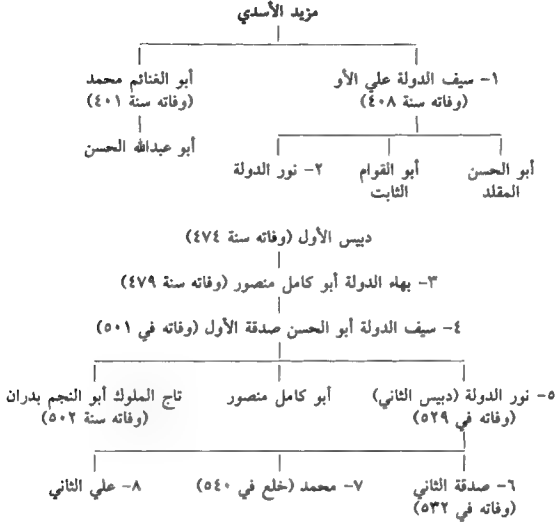 مزيد الأسدي
١- سيف الدولة علي الأو
(وفاته سنة ٤٠٨)
أبو الغنائم محمد
(وفاته سنة ٤٠١)
أبو عبدالله الحسن
أبو الحسن
المقلد
أبو القوام
الثابت
٢- نور الدولة
دبيس الأول (وفاته سنة ٤٧٤)
٣- بهاء الدولة أبو كامل منصور (وفاته سنة ٤٧٩)
٤- سيف الدولة أبو الحسن صدقة الأول (وفاته في ٥٠١)
٥- نور الدولة (دبيس الثاني)
(وفاته في ٥٢٩)
أبو كامل منصور
تاج الملوك أبو النجم بدران
(وفاته سنة ٥٠٢)
٦- صدقة الثاني
(وفاته في ٥٣٢)
٧- محمد (خلع في ٥٤٠)
٨- علي الثاني